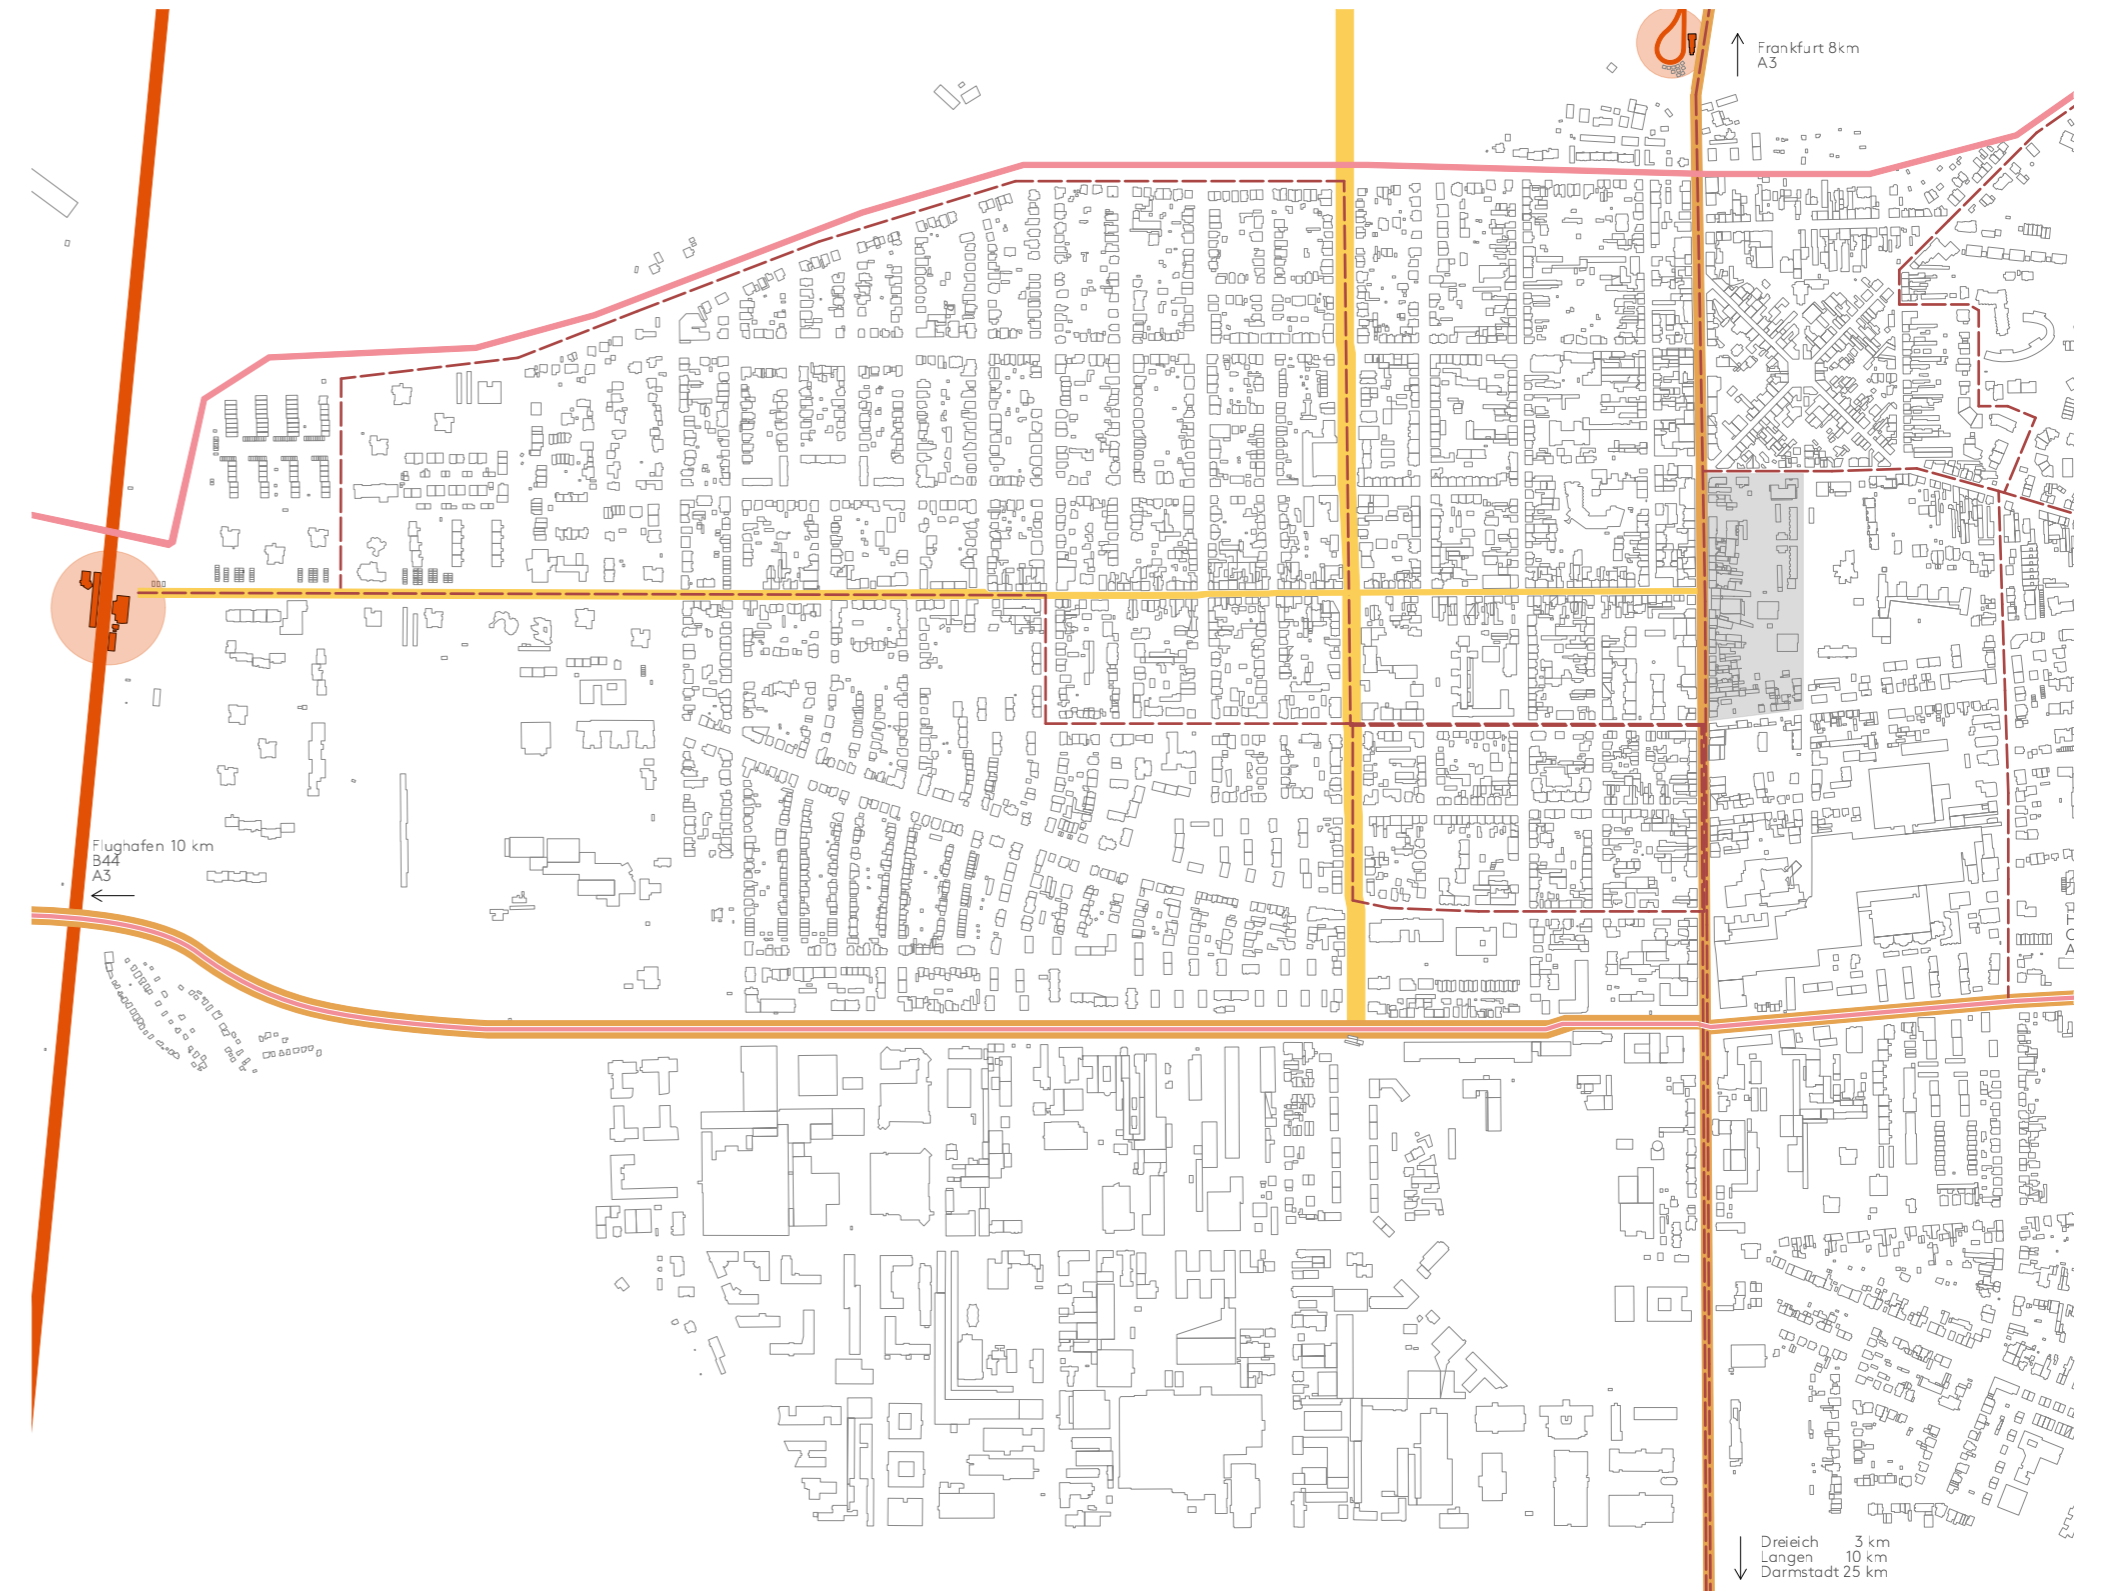 Frankfurt 8km
A3
Flughafen 10 km
B44
A3
Dreieich 3 km
Langen 10 km
Darmstadt 25 km